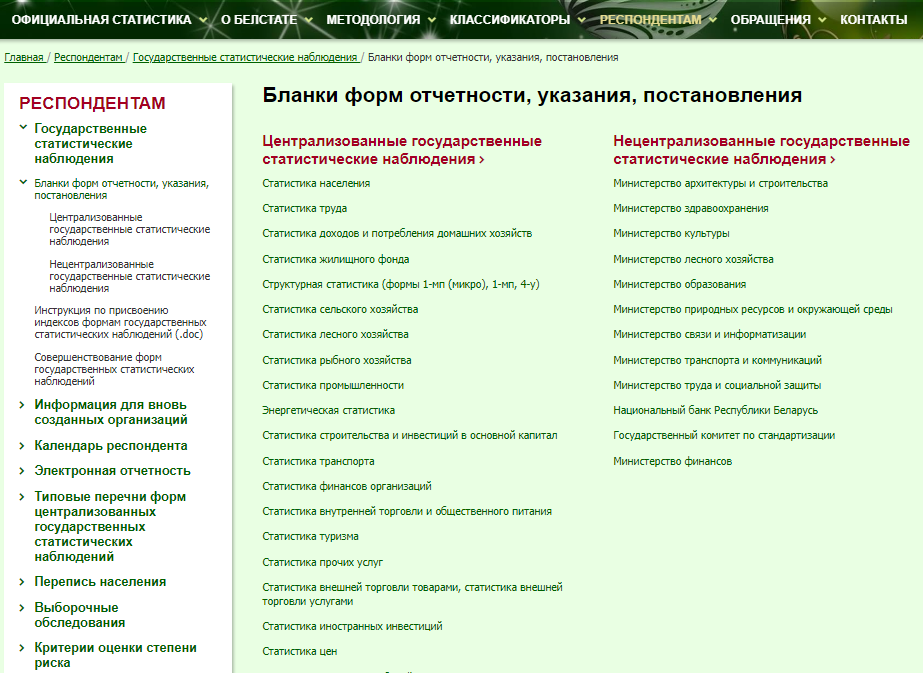 ОФИЦИАЛЬНАЯ СТАТИСТИКА О БЕЛСТАТЕ МЕТОДОЛОГИЯ КЛАССИФИКАТОРЫ РЕСПОНДЕНТАМ ОБРАЩЕНИЯ КОНТАКТЫ
Главная / Респондентам / Государственные статистические наблюдения / Бланки форм отчетности, указания, постановления
РЕСПОНДЕНТАМ
Государственные
статистические
наблюдения
Бланки форм отчетности, указания,
постановления
Централизованные
государственные статистические
наблюдения
Нецентрализованные
государственные статистические
наблюдения
Инструкция по присвоению
индексов формам государственных
статистических наблюдений (.doc)
Совершенствование форм
государственных статистических
наблюдений
Информация для вновь
созданных организаций
Календарь респондента
Электронная отчетность
Типовые перечни форм
централизованных
государственных
статистических
наблюдений
Перепись населения
Выборочные
обследования
Критерии оценки степени
риска
Бланки форм отчетности, указания, постановления
Централизованные государственные
статистические наблюдения ›
Статистика населения
Статистика труда
Статистика доходов и потребления домашних хозяйств
Статистика жилищного фонда
Структурная статистика (формы 1-мп (микро), 1-мп, 4-у)
Статистика сельского хозяйства
Статистика лесного хозяйства
Статистика рыбного хозяйства
Статистика промышленности
Энергетическая статистика
Статистика строительства и инвестиций в основной капитал
Статистика транспорта
Статистика финансов организаций
Статистика внутренней торговли и общественного питания
Статистика туризма
Статистика прочих услуг
Статистика внешней торговли товарами, статистика внешней
торговли услугами
Статистика иностранных инвестиций
Статистика цен
Нецентрализованные государственные
статистические наблюдения ›
Министерство архитектуры и строительства
Министерство здравоохранения
Министерство культуры
Министерство лесного хозяйства
Министерство образования
Министерство природных ресурсов и окружающей среды
Министерство связи и информатизации
Министерство транспорта и коммуникаций
Министерство труда и социальной защиты
Национальный банк Республики Беларусь
Государственный комитет по стандартизации
Министерство финансов